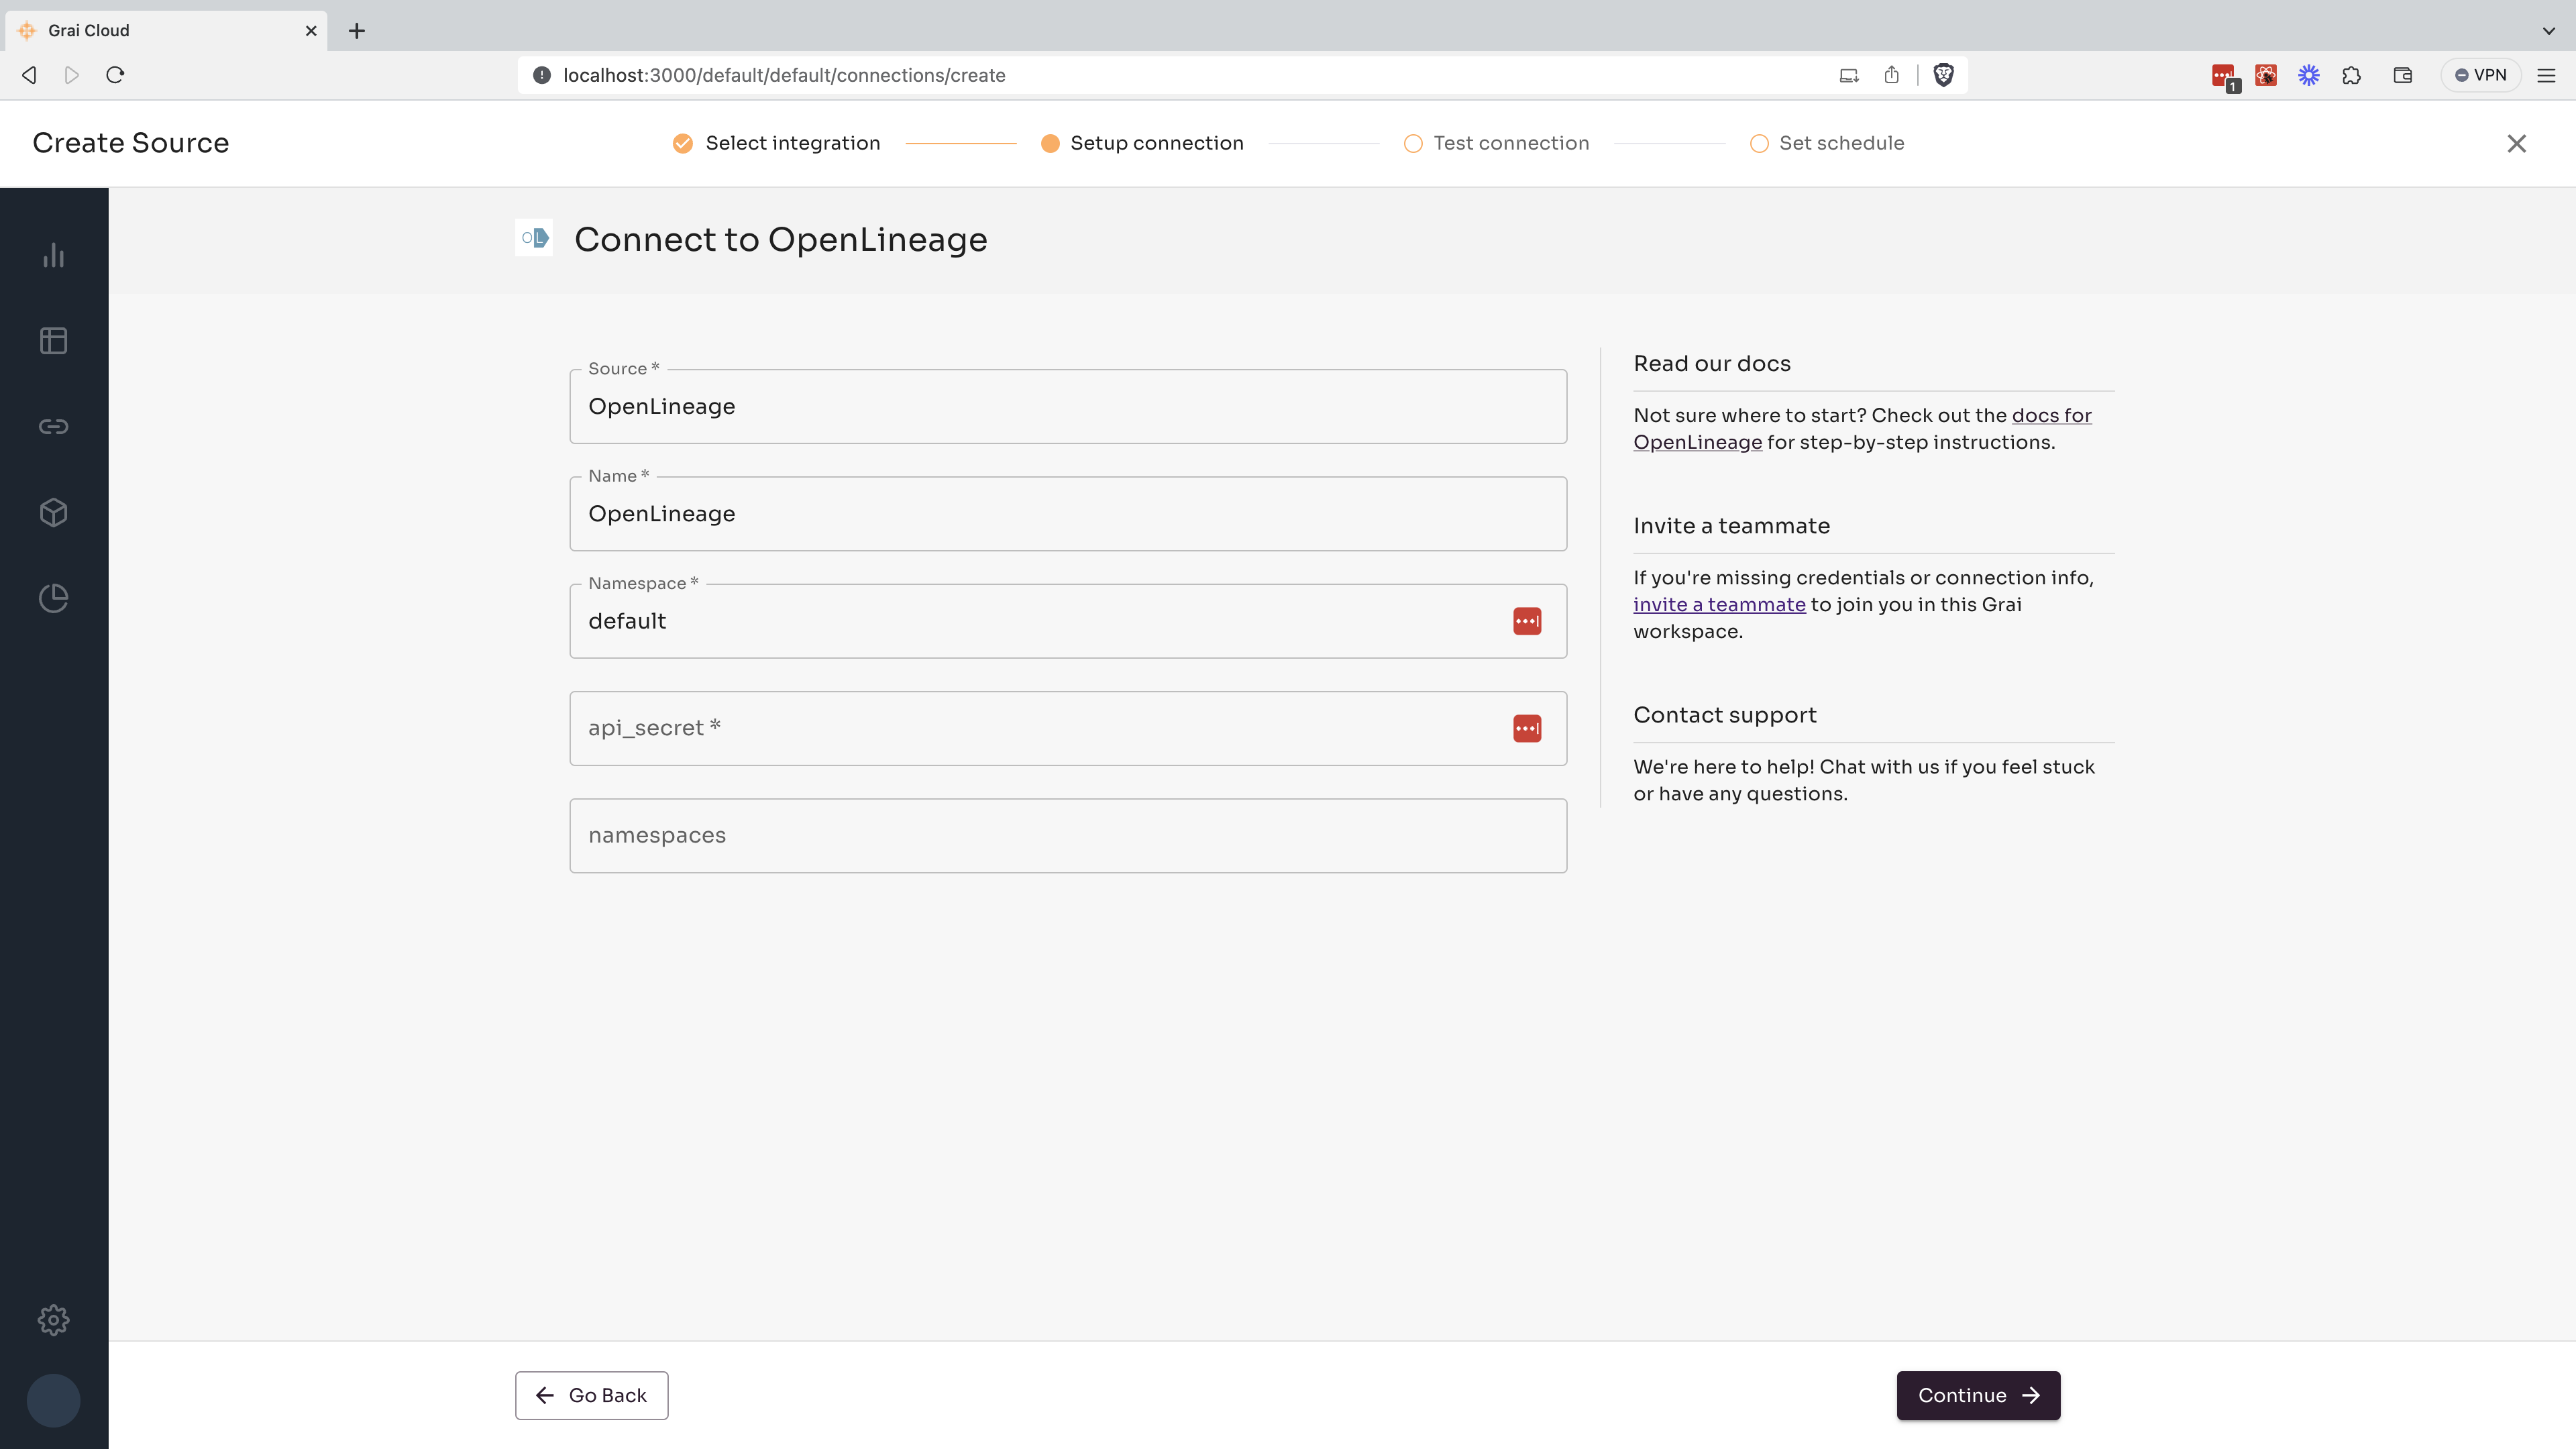 Grai Cloud
localhost:3000/default/default/connections/create
1
VPN
Create Source
Select integration
Setup connection
Test connection
Set schedule
OL
Connect to OpenLineage
Source *
OpenLineage
Name *
OpenLineage
Namespace *
default
api_secret *
namespaces
Read our docs
Not sure where to start? Check out the docs for
OpenLineage for step-by-step instructions.
Invite a teammate
If you're missing credentials or connection info,
invite a teammate to join you in this Grai
workspace.
Contact support
We're here to help! Chat with us if you feel stuck
or have any questions.
Go Back
Continue